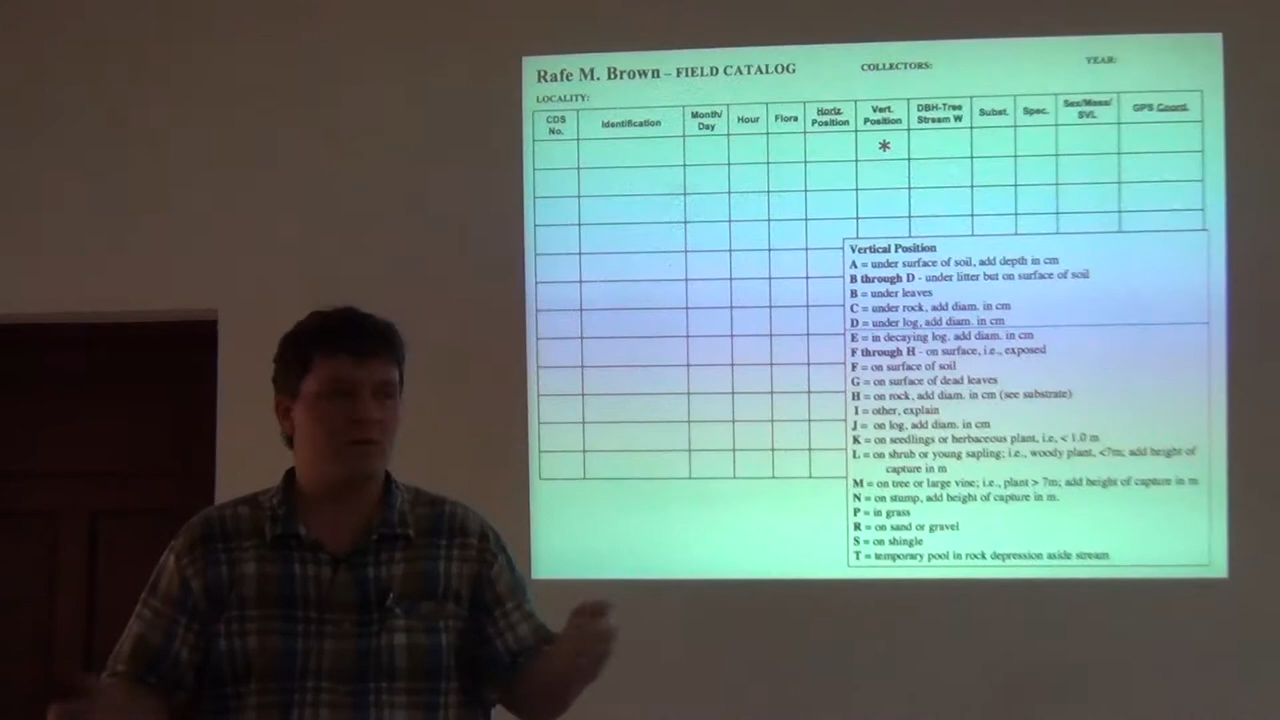 Rafe M. Brown – FIELD CATALOG COLLECTORS: YEAR:
LOCALITY:
CDS No. Identification Month/ Day Hour Flora Horiz. Position Vert. Position DBH-Tree Stream W Subst. Spec. Sex/Mass/ SVL GPS Coord.
*
Vertical Position
A = under surface of soil, add depth in cm
B through D - under litter but on surface of soil
B = under leaves
C = under rock, add diam. in cm
D = under log, add diam. in cm
E = in decaying log. add diam. in cm
F through H - on surface, i.e., exposed
F = on surface of soil
G = on surface of dead leaves
H = on rock, add diam. in cm (see substrate)
I = other, explain
J = on log, add diam. in cm
K = on seedlings or herbaceous plant, i.e, < 1.0 m
L = on shrub or young sapling; i.e., woody plant, <7m; add height of
capture in m
M = on tree or large vine; i.e., plant > 7m; add height of capture in m
N = on stump, add height of capture in m.
P = in grass
R = on sand or gravel
S = on shingle
T = temporary pool in rock depression aside stream